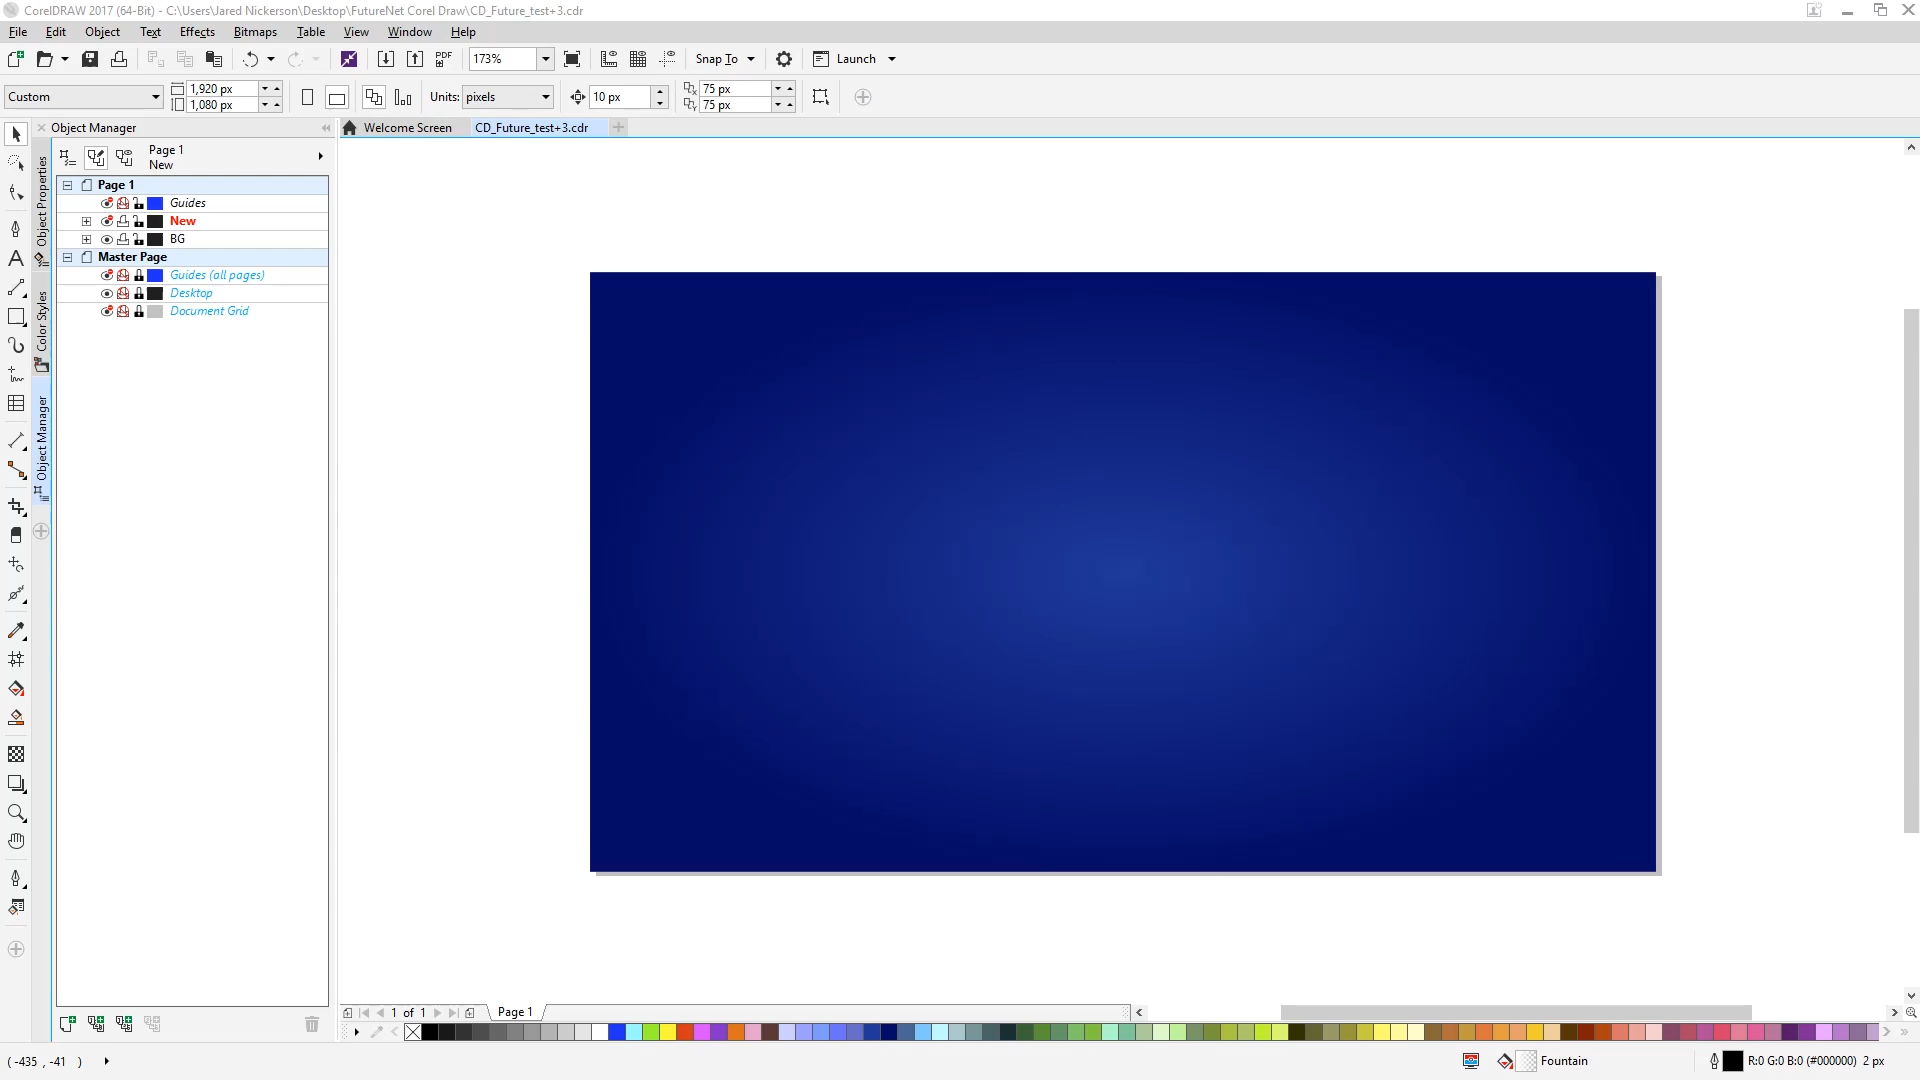 CorelDRAW 2017 (64-Bit) - C:\Users\Jared Nickerson\Desktop\FutureNet Corel Draw\CD_Future_test+3.cdr
File Edit Object Text Effects Bitmaps Table View Window Help
PDF 173% Snap To Launch
Custom 1,920 px 1,080 px Units: pixels 10 px 75 px 75 px
Object Manager Welcome Screen CD_Future_test+3.cdr
Page 1
New
Object Properties
Color Styles
Object Manager
Page 1
Guides
New
BG
Master Page
Guides (all pages)
Desktop
Document Grid
1 of 1 Page 1
( -435 , -41 ) Fountain R:0 G:0 B:0 (#000000) 2 px